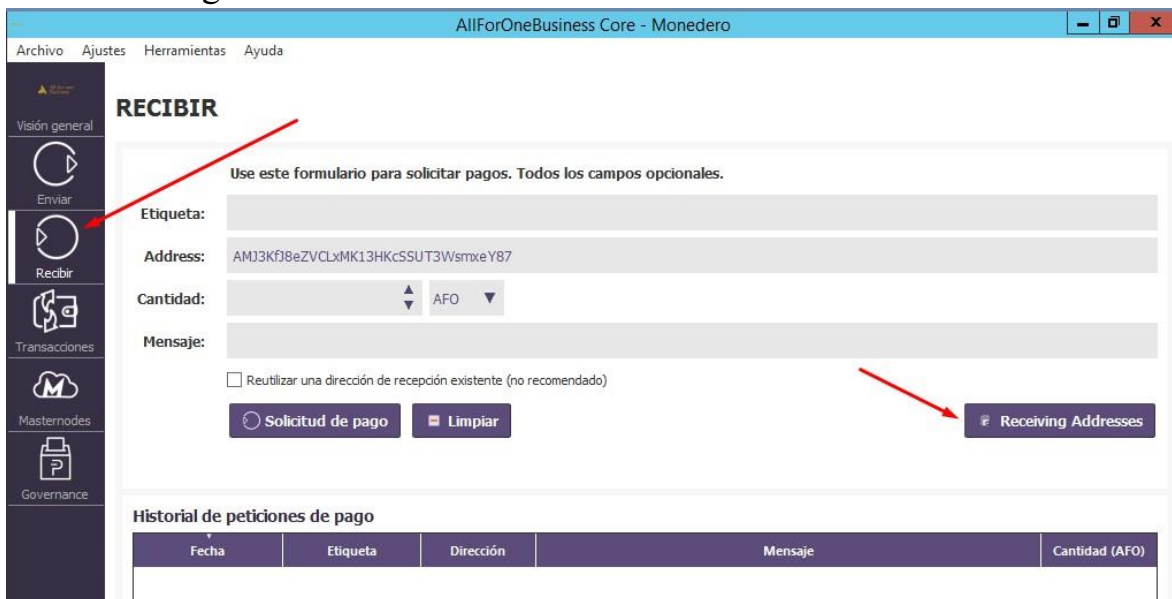 AllForOneBusiness Core - Monedero
Archivo Ajustes Herramientas Ayuda
Visión general
RECIBIR
Use este formulario para solicitar pagos. Todos los campos opcionales.
Enviar
Etiqueta:
Address: AMJ3KfJ8eZVCLxMK13HKcSSUT3WsmxeY87
Recibir
Cantidad: AFO
Mensaje:
Transacciones
Reutilizar una dirección de recepción existente (no recomendado)
Masternodes
Solicitud de pago Limpiar Receiving Addresses
Governance
Historial de peticiones de pago
Fecha Etiqueta Dirección Mensaje Cantidad (AFO)